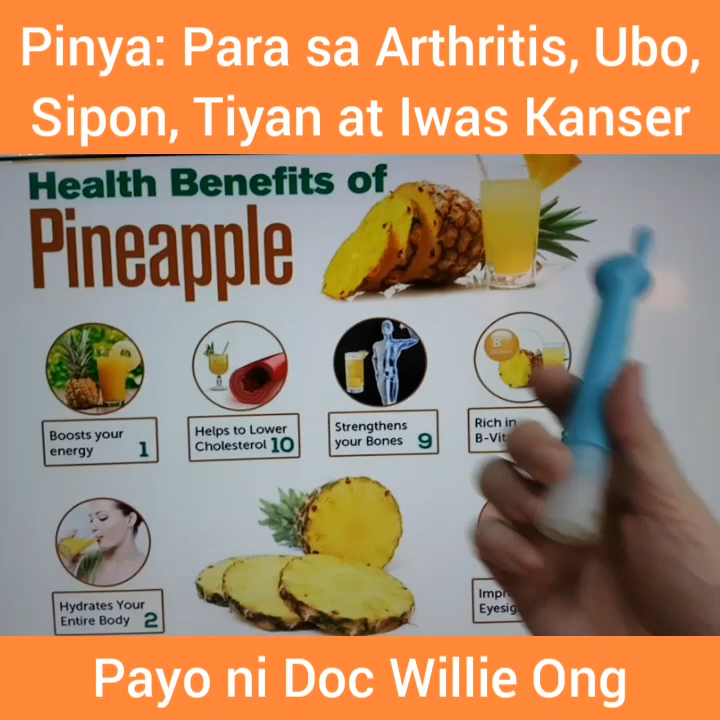 Pinya: Para sa Arthritis, Ubo,
Sipon, Tiyan at Iwas Kanser
Health Benefits of
Pineapple
Boosts your
energy 1
Helps to Lower
Cholesterol 10
Strengthens
your Bones 9
Rich in
Hydrates Your
Entire Body 2
Payo ni Doc Willie Ong